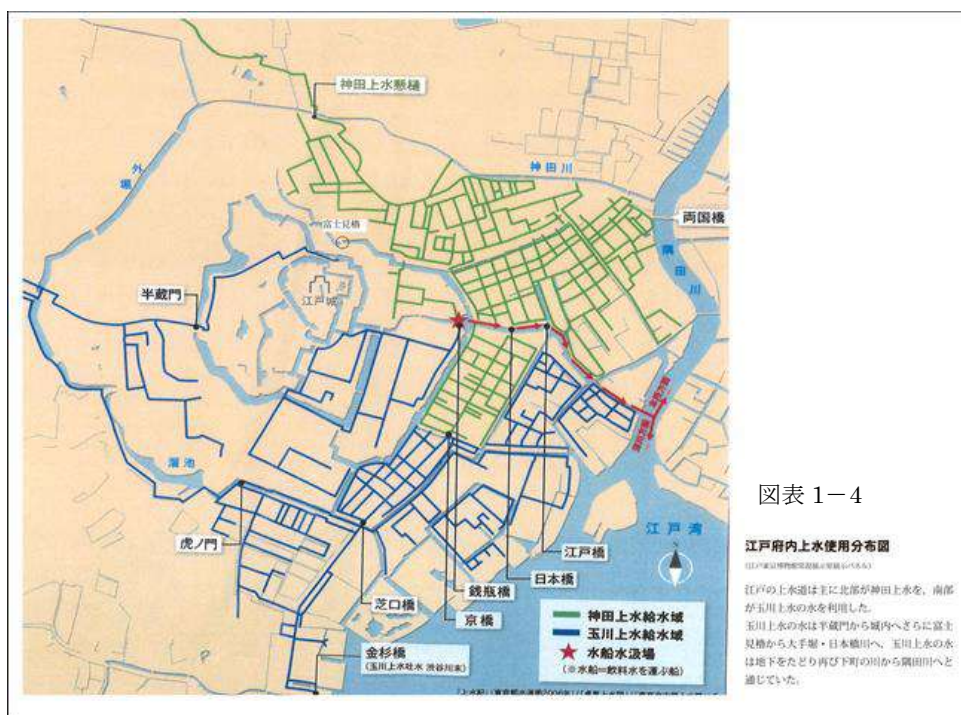 神田上水懸樋
神田川
外堀
両国橋
隅田川
富士見櫓
江戸城
半蔵門
溜池
虎ノ門
芝口橋
京橋
銭瓶橋
日本橋
江戸橋
江戸湾
金杉橋
(玉川上水吐水 渋谷川末)
神田上水給水域
玉川上水給水域
水船水汲場
(※水船=飲料水を運ぶ船)
図表 1−4
江戸府内上水使用分布図
江戸の上水道は主に北部が神田上水を、南部
が玉川上水の水を利用した。
玉川上水の水は半蔵門から城内へさらに富士
見櫓から大手堀・日本橋川へ、玉川上水の水
は地下をたどり再び下町の川から隅田川へと
通じていた。